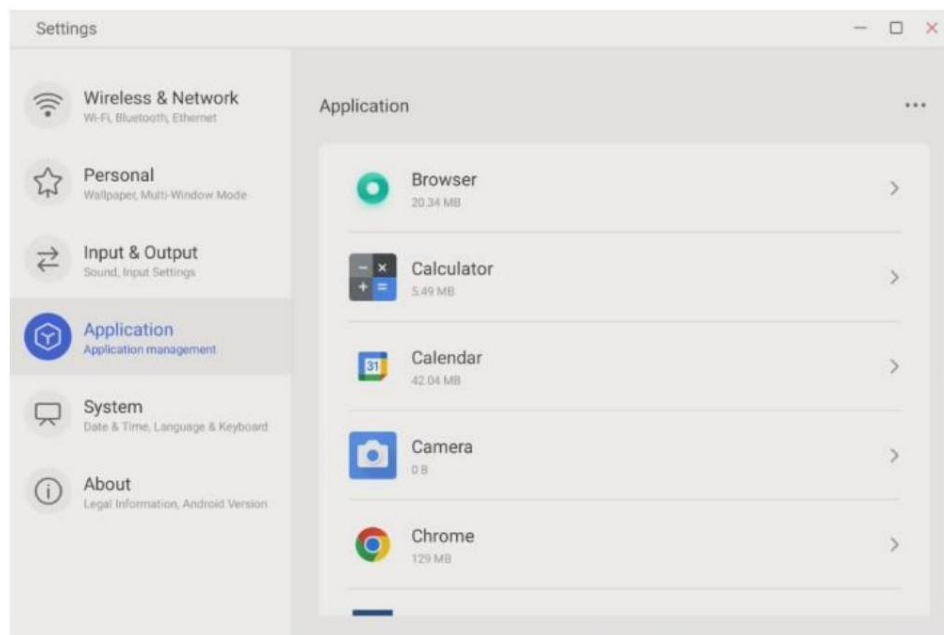 Settings
Wireless & Network
Wi-Fi, Bluetooth, Ethernet
Personal
Wallpaper, Multi-Window Mode
Input & Output
Sound, Input Settings
Application
Application management
System
Date & Time, Language & Keyboard
About
Legal Information, Android Version
Application
Browser
20.34 MB
Calculator
5.49 MB
31
Calendar
42.04 MB
Camera
0 B
Chrome
129 MB